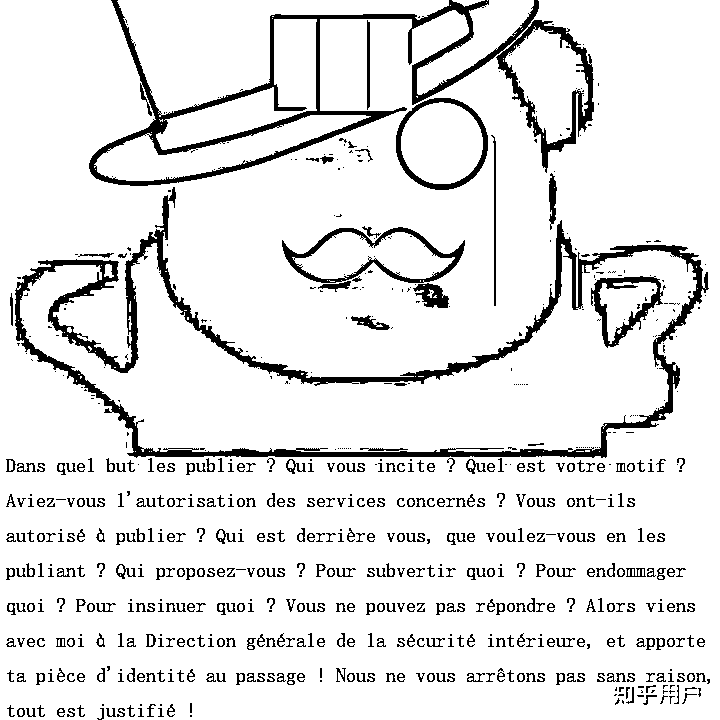 Dans quel but les publier ? Qui vous incite ? Quel est votre motif ?
Aviez-vous l'autorisation des services concernés ? Vous ont-ils
autorisé à publier ? Qui est derrière vous, que voulez-vous en les
publiant ? Qui proposez-vous ? Pour subvertir quoi ? Pour endommager
quoi ? Pour insinuer quoi ? Vous ne pouvez pas répondre ? Alors viens
avec moi à la Direction générale de la sécurité intérieure, et apporte
ta pièce d'identité au passage ! Nous ne vous arrêtons pas sans raison,
tout est justifié !
知乎用户